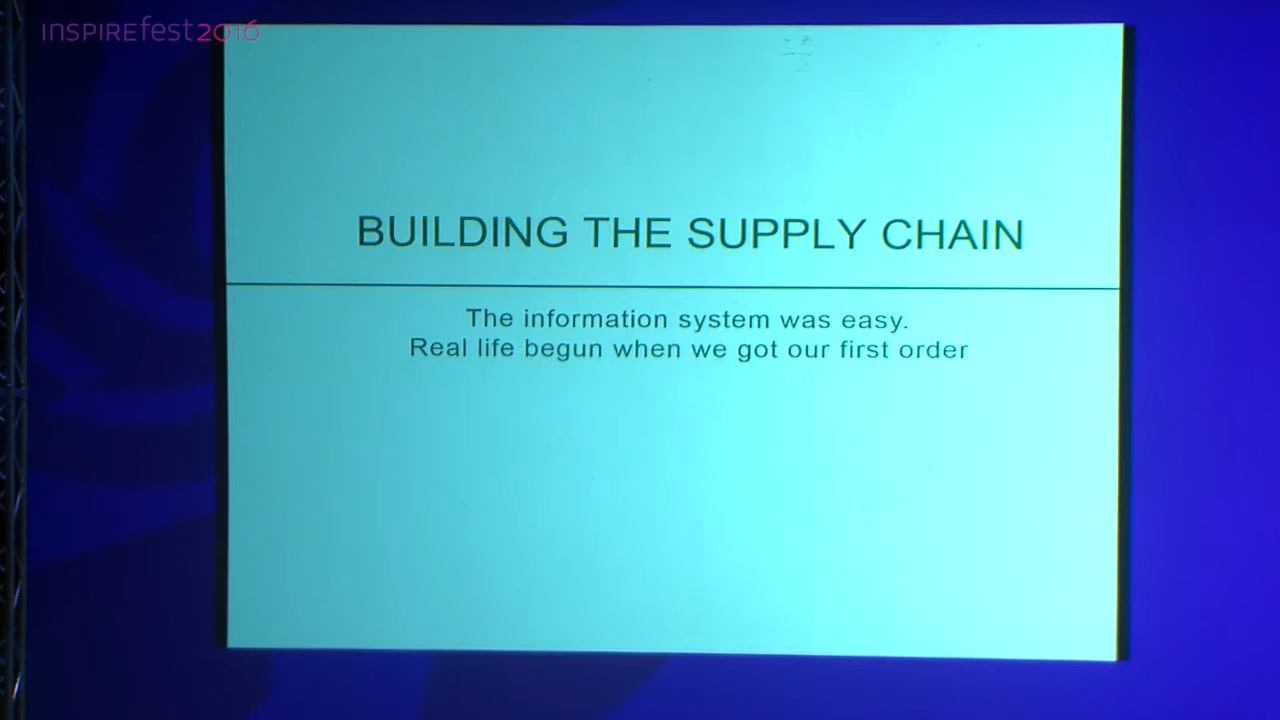 INSPIREfest2016
BUILDING THE SUPPLY CHAIN
The information system was easy.
Real life begun when we got our first order